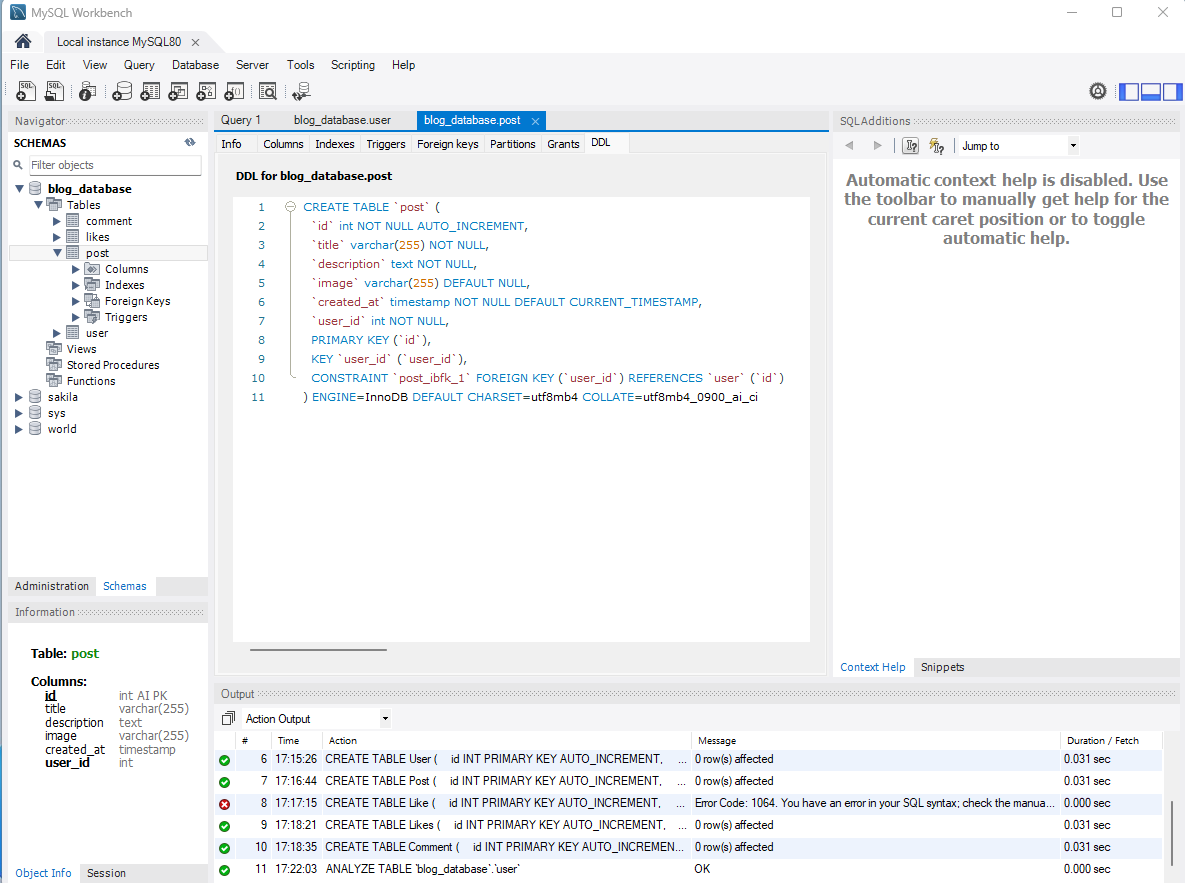 MySQL Workbench
Local instance MySQL80
File Edit View Query Database Server Tools Scripting Help
Navigator
SCHEMAS
Filter objects
blog_database
Tables
comment
likes
post
Columns
Indexes
Foreign Keys
Triggers
user
Views
Stored Procedures
Functions
sakila
sys
world
Administration Schemas
Information
Table: post
Columns:
id int AI PK
title varchar(255)
description text
image varchar(255)
created_at timestamp
user_id int
Object Info Session
Query 1 blog_database.user blog_database.post
Info Columns Indexes Triggers Foreign keys Partitions Grants DDL
DDL for blog_database.post
1 CREATE TABLE `post` (
2 `id` int NOT NULL AUTO_INCREMENT,
3 `title` varchar(255) NOT NULL,
4 `description` text NOT NULL,
5 `image` varchar(255) DEFAULT NULL,
6 `created_at` timestamp NOT NULL DEFAULT CURRENT_TIMESTAMP,
7 `user_id` int NOT NULL,
8 PRIMARY KEY (`id`),
9 KEY `user_id` (`user_id`),
10 CONSTRAINT `post_ibfk_1` FOREIGN KEY (`user_id`) REFERENCES `user` (`id`)
11 ) ENGINE=InnoDB DEFAULT CHARSET=utf8mb4 COLLATE=utf8mb4_0900_ai_ci
SQLAdditions
Jump to
Automatic context help is disabled. Use
the toolbar to manually get help for the
current caret position or to toggle
automatic help.
Context Help Snippets
Output
Action Output
# Time Action Message Duration / Fetch
6 17:15:26 CREATE TABLE User ( id INT PRIMARY KEY AUTO_INCREMENT, ... 0 row(s) affected 0.031 sec
7 17:16:44 CREATE TABLE Post ( id INT PRIMARY KEY AUTO_INCREMENT, ... 0 row(s) affected 0.031 sec
8 17:17:15 CREATE TABLE Like ( id INT PRIMARY KEY AUTO_INCREMENT, ... Error Code: 1064. You have an error in your SQL syntax; check the manua... 0.000 sec
9 17:18:21 CREATE TABLE Likes ( id INT PRIMARY KEY AUTO_INCREMENT, ... 0 row(s) affected 0.031 sec
10 17:18:35 CREATE TABLE Comment ( id INT PRIMARY KEY AUTO_INCREMEN... 0 row(s) affected 0.031 sec
11 17:22:03 ANALYZE TABLE `blog_database`.`user` OK 0.000 sec